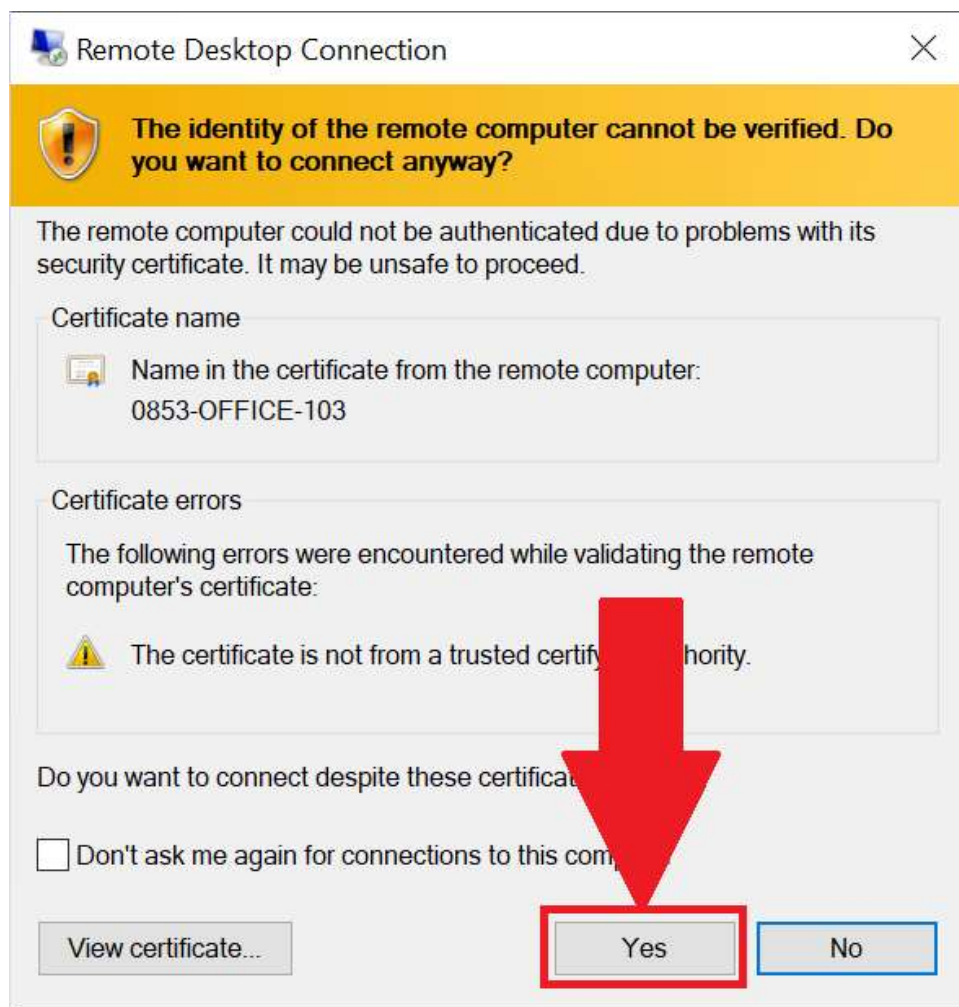 Remote Desktop Connection
The identity of the remote computer cannot be verified. Do
you want to connect anyway?
The remote computer could not be authenticated due to problems with its
security certificate. It may be unsafe to proceed.
Certificate name
Name in the certificate from the remote computer:
0853-OFFICE-103
Certificate errors
The following errors were encountered while validating the remote
computer's certificate:
The certificate is not from a trusted
Do you want to connect despite these
Don't ask me again for connections to this
View certificate...
Yes
No